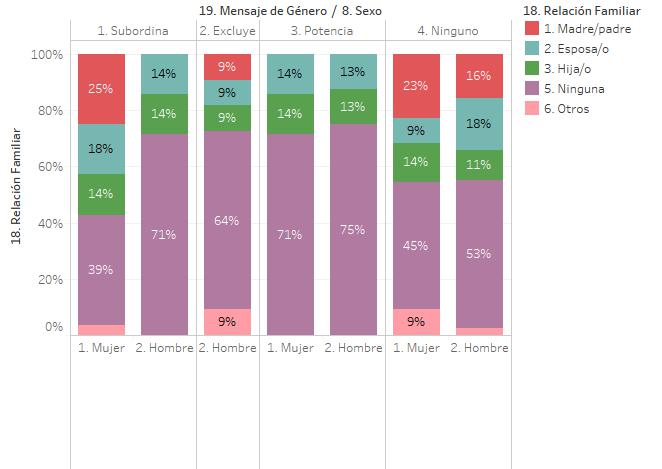 19. Mensaje de Género / 8. Sexo
18. Relación Familiar
1. Subordina
2. Excluye
3. Potencia
4. Ninguno
1. Madre/padre
2. Esposa/o
3. Hija/o
5. Ninguna
6. Otros
18. Relación Familiar
100%
80%
60%
40%
20%
0%
25%
18%
14%
39%
14%
14%
71%
9%
9%
9%
64%
9%
14%
14%
71%
13%
13%
75%
23%
9%
14%
45%
9%
16%
18%
11%
53%
1. Mujer
2. Hombre
2. Hombre
1. Mujer
2. Hombre
1. Mujer
2. Hombre